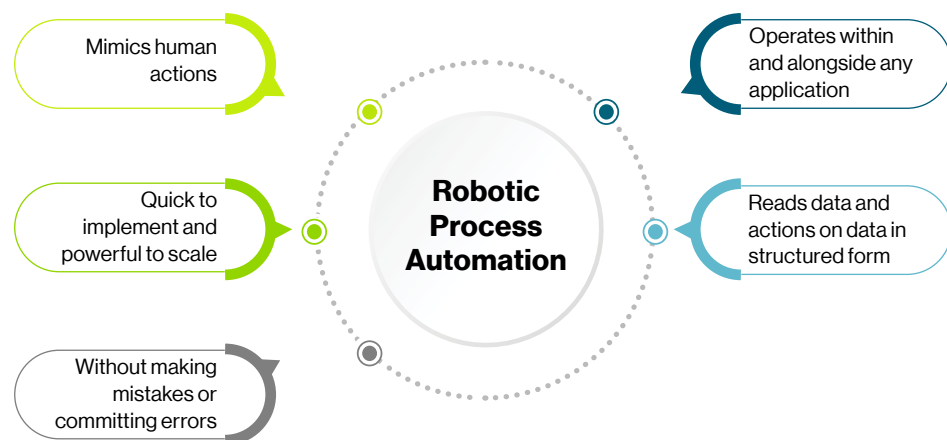 Mimics human
actions
Quick to
implement and
powerful to scale
Without making
mistakes or
committing errors
Robotic
Process
Automation
Operates within
and alongside any
application
Reads data and
actions on data in
structured form